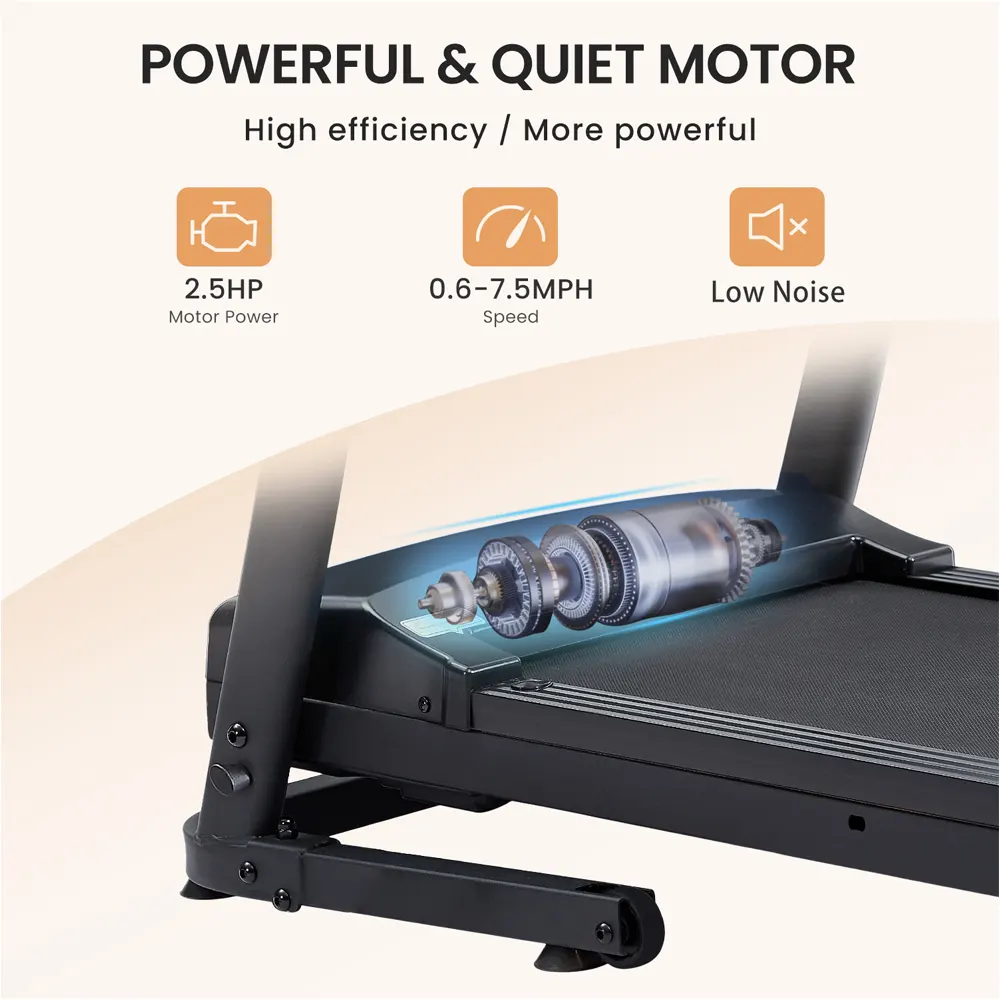 POWERFUL & QUIET MOTOR
High efficiency / More powerful
2.5HP
Motor Power
0.6-7.5MPH
Speed
Low Noise